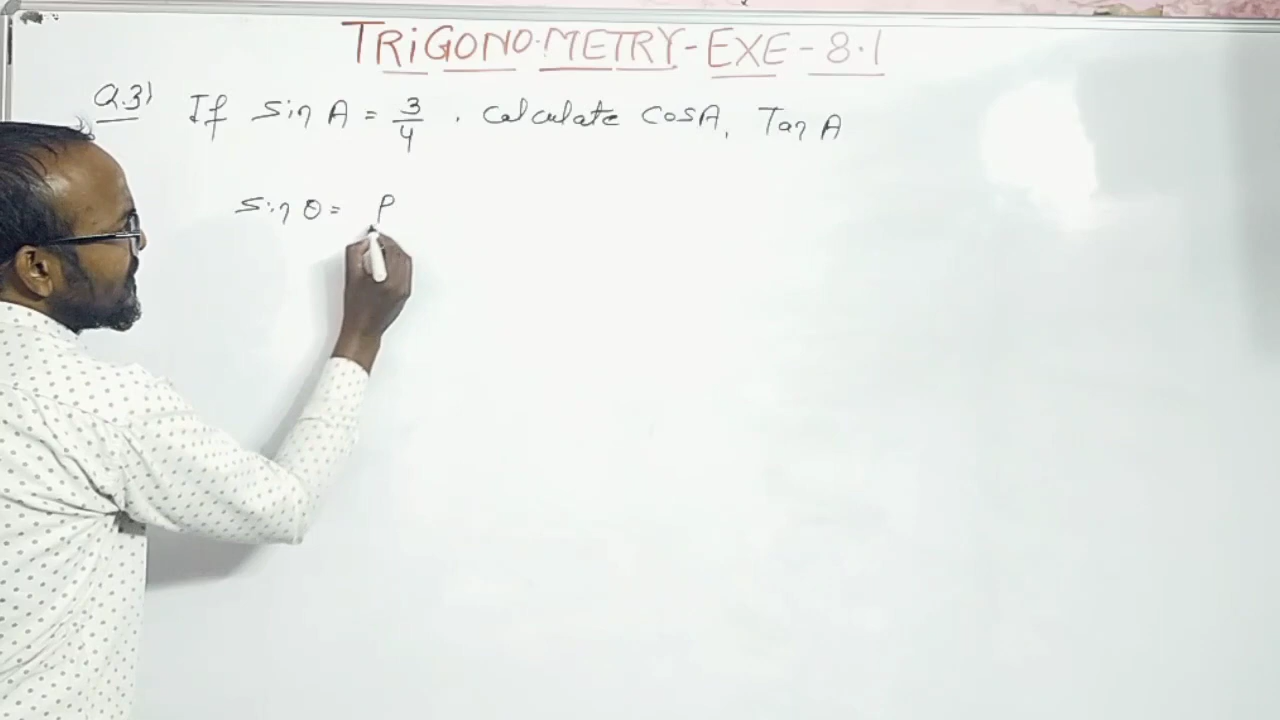 TRiGONO.METRY-EXE-8.1
Q.3) If sin A = 3/4 . calculate cosA, Tan A
sin θ = P